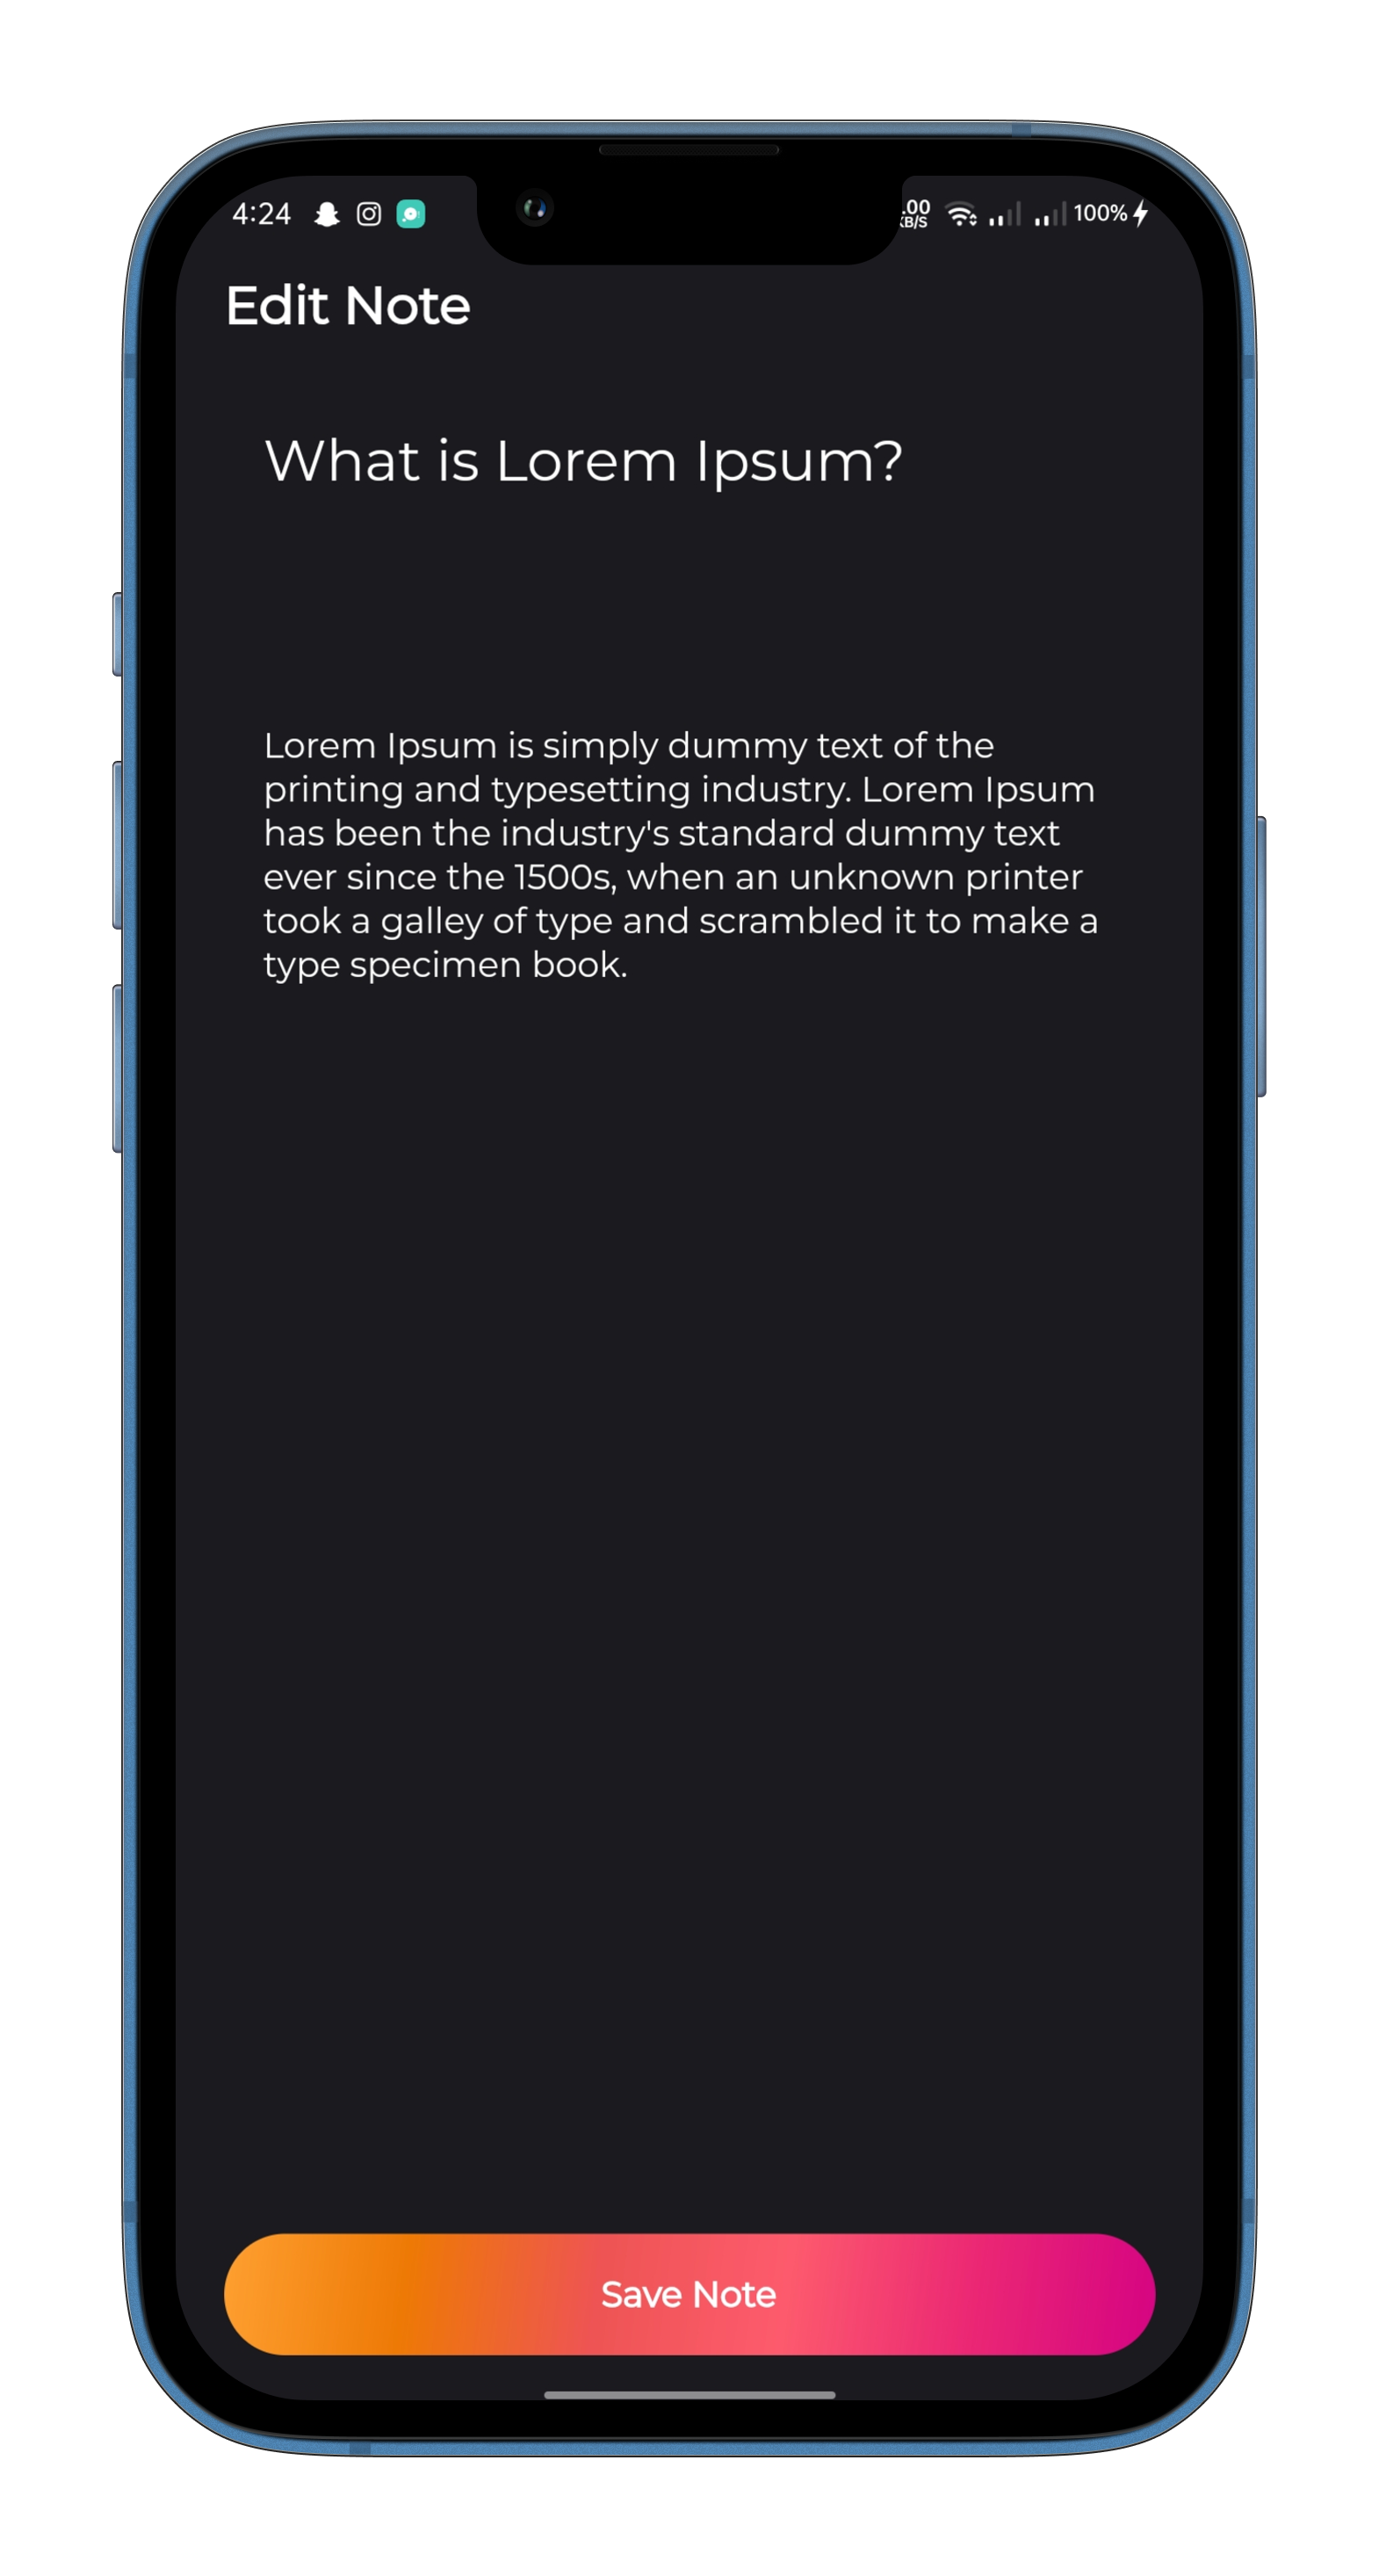 4:24
.00
KB/S
100%
Edit Note
What is Lorem Ipsum?
Lorem Ipsum is simply dummy text of the
printing and typesetting industry. Lorem Ipsum
has been the industry's standard dummy text
ever since the 1500s, when an unknown printer
took a galley of type and scrambled it to make a
type specimen book.
Save Note